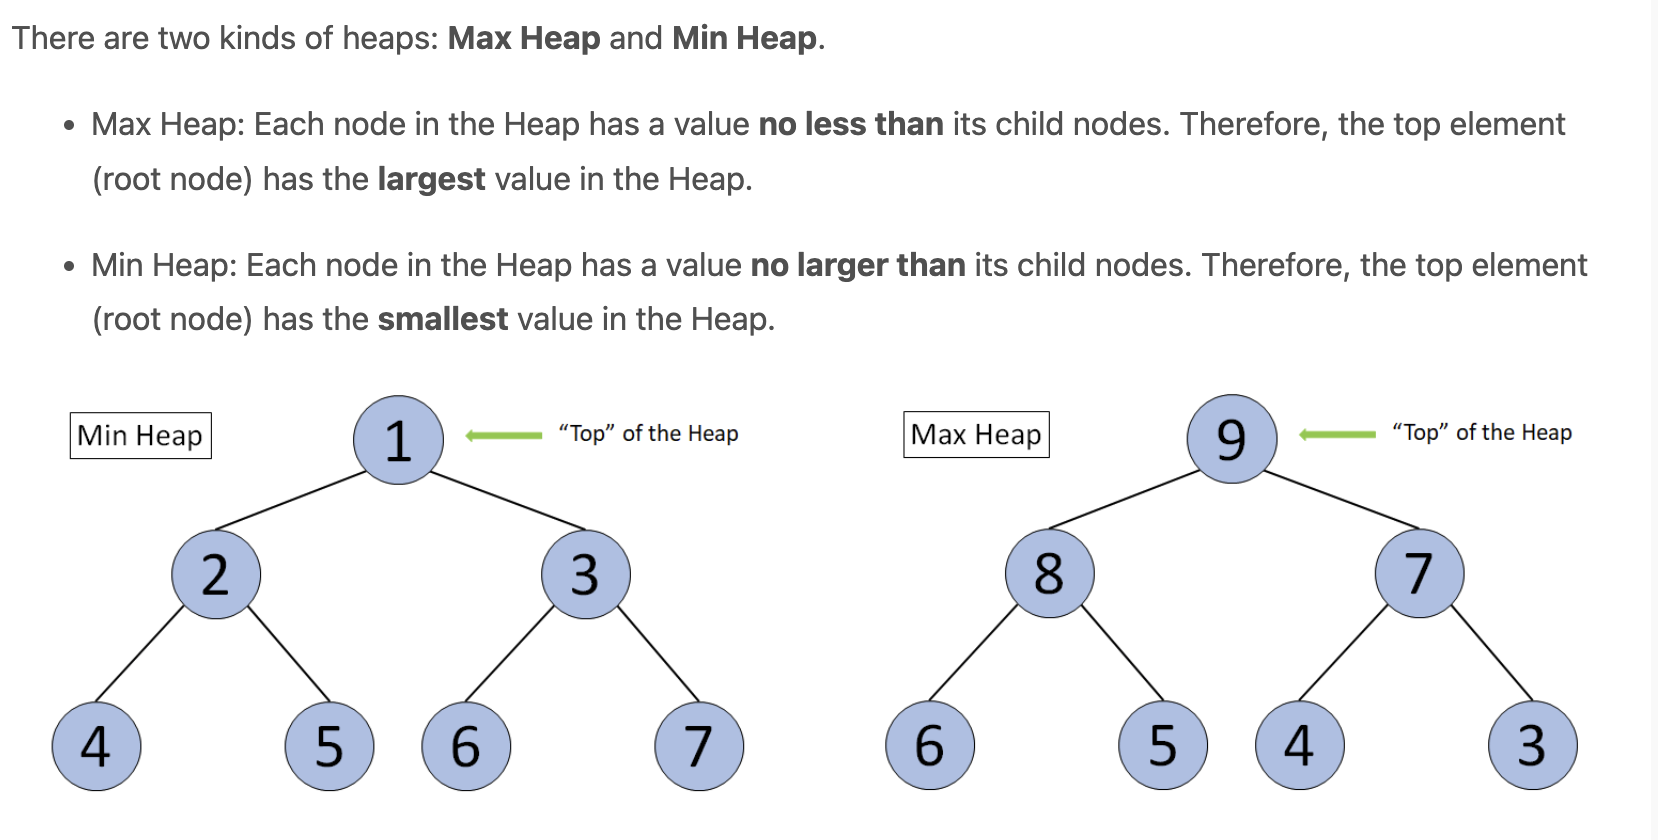 There are two kinds of heaps: Max Heap and Min Heap.
• Max Heap: Each node in the Heap has a value no less than its child nodes. Therefore, the top element
(root node) has the largest value in the Heap.
• Min Heap: Each node in the Heap has a value no larger than its child nodes. Therefore, the top element
(root node) has the smallest value in the Heap.
Min Heap
1
“Top” of the Heap
2
3
4
5
6
7
Max Heap
9
“Top” of the Heap
8
7
6
5
4
3